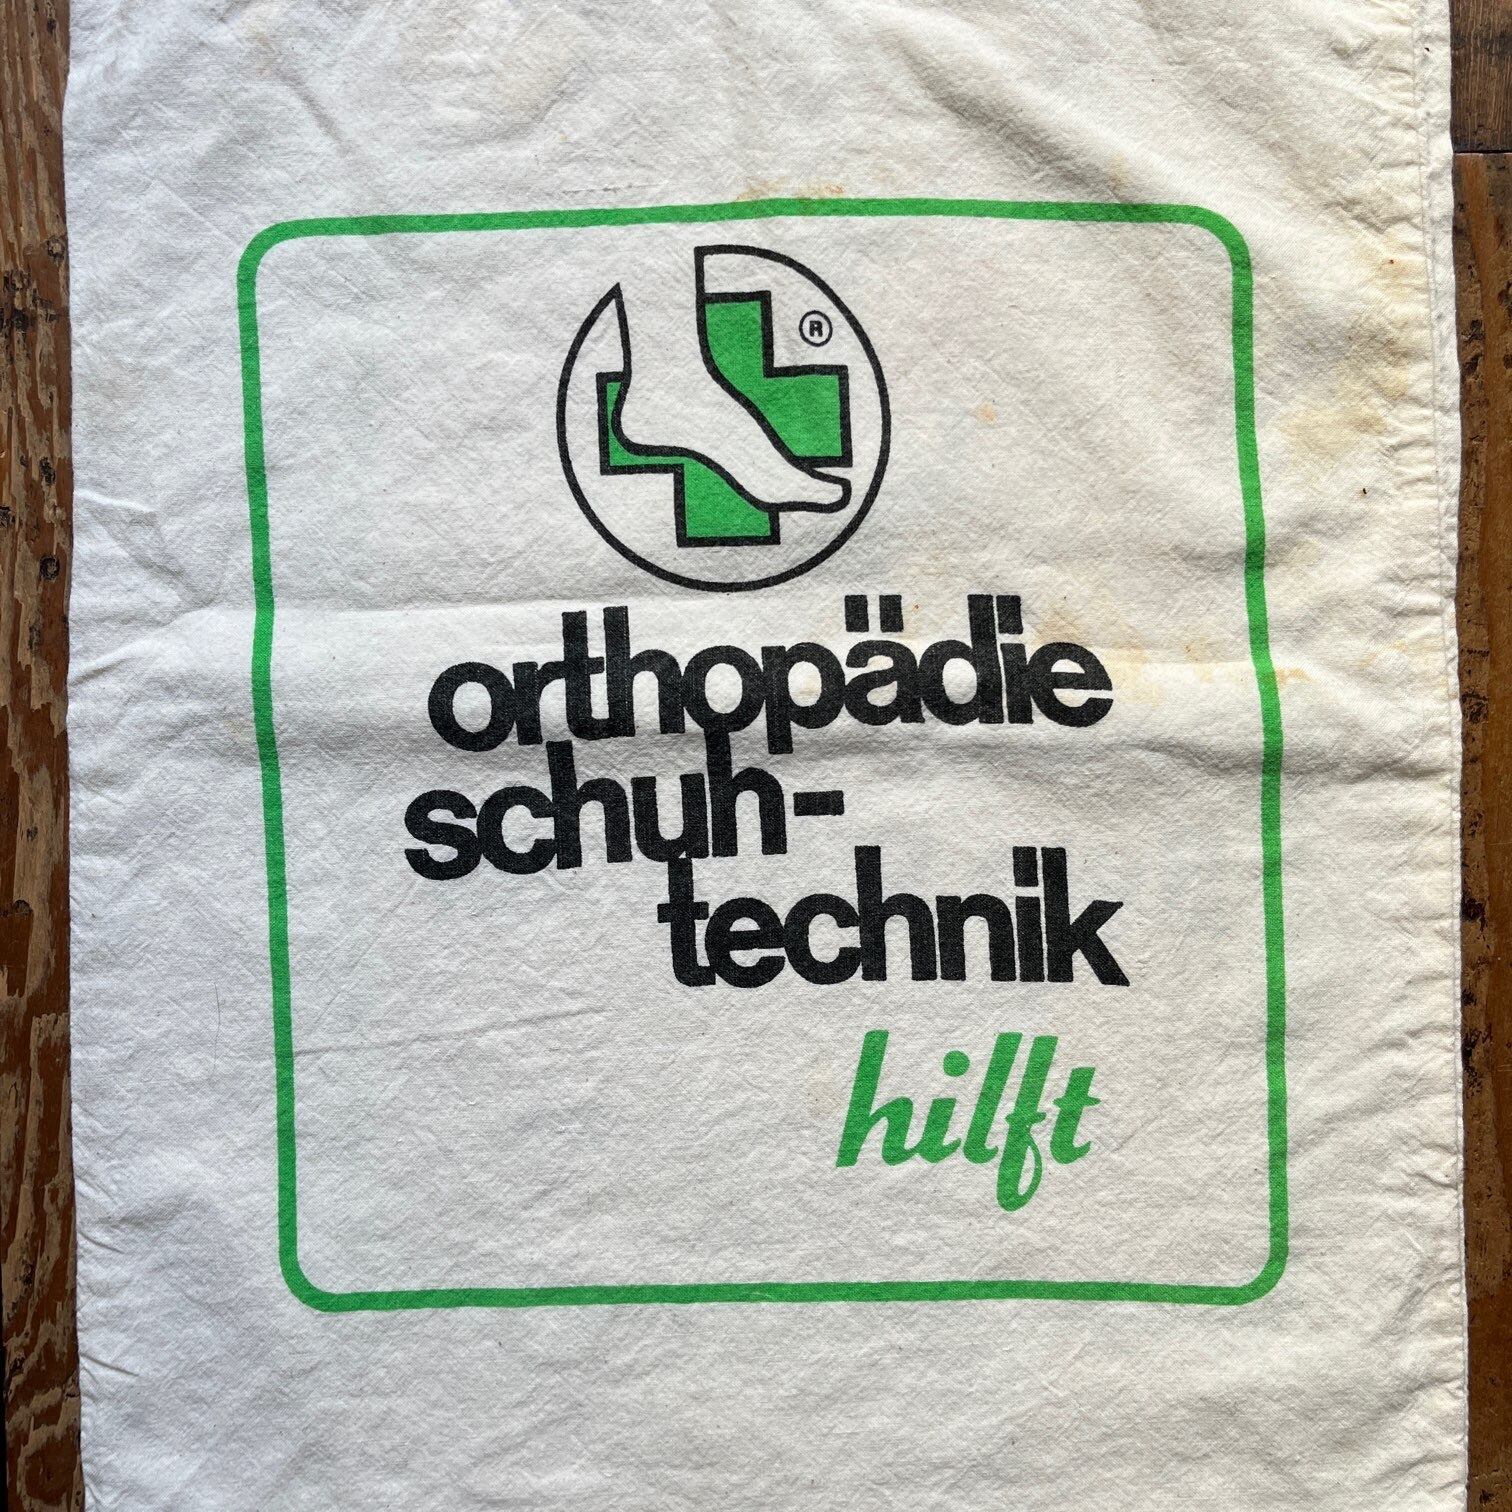 ®
orthopädie
schuh-
technik
hilft